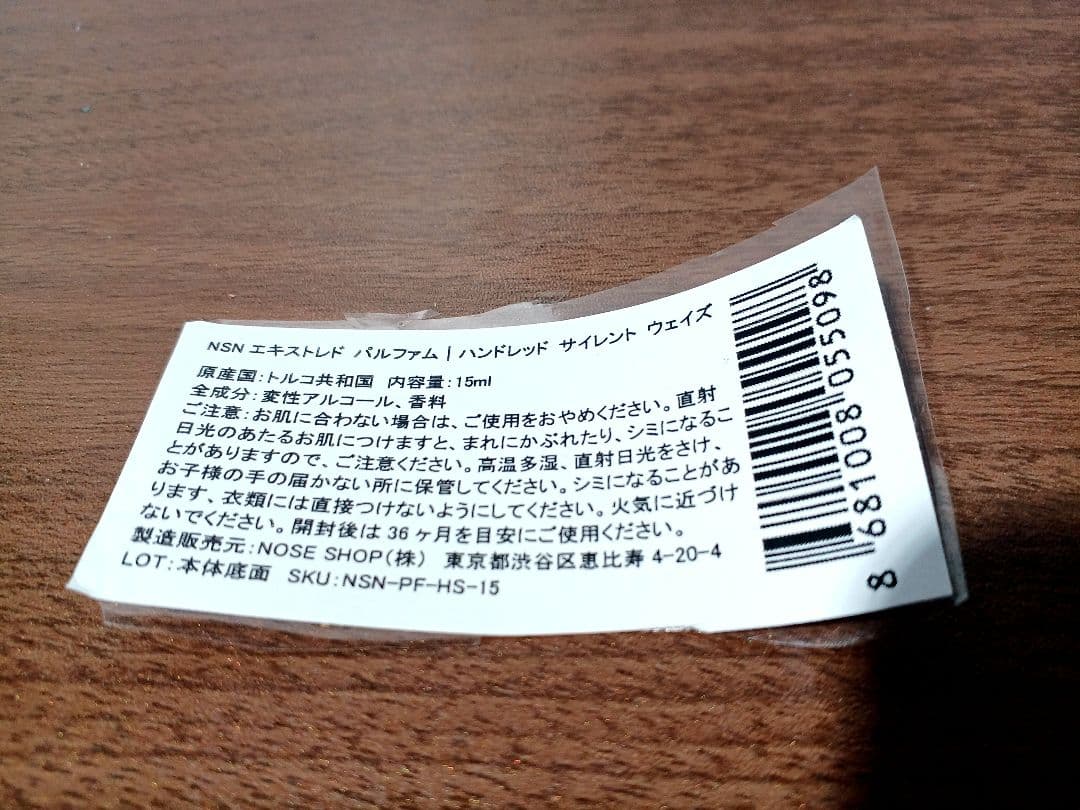 NSN エキストレド パルファム | ハンドレッド サイレント ウェイズ
原産国：トルコ共和国 内容量：15ml
全成分：変性アルコール、香料
ご注意：お肌に合わない場合は、ご使用をおやめください。直射
日光のあたるお肌につけますと、まれにかぶれたり、シミになるこ
とがありますので、ご注意ください。高温多湿、直射日光をさけ、
お子様の手の届かない所に保管してください。シミになることがあ
ります、衣類には直接つけないようにしてください。火気に近づけ
ないでください。開封後は 36 ヶ月を目安にご使用ください。
製造販売元：NOSE SHOP（株） 東京都渋谷区恵比寿 4-20-4
LOT：本体底面 SKU：NSN-PF-HS-15
8 681008 055098